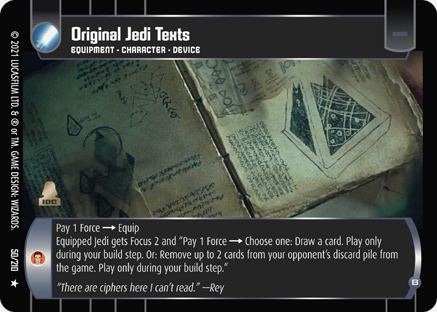 Original Jedi Texts
EQUIPMENT • CHARACTER • DEVICE
© 2021 LUCASFILM LTD. & ® or TM. GAME DESIGN: WIZARDS.
50/210
IDC
Pay 1 Force → Equip
Equipped Jedi gets Focus 2 and “Pay 1 Force → Choose one: Draw a card. Play only
during your build step. Or: Remove up to 2 cards from your opponent’s discard pile from
the game. Play only during your build step.”
“There are ciphers here I can’t read.” —Rey